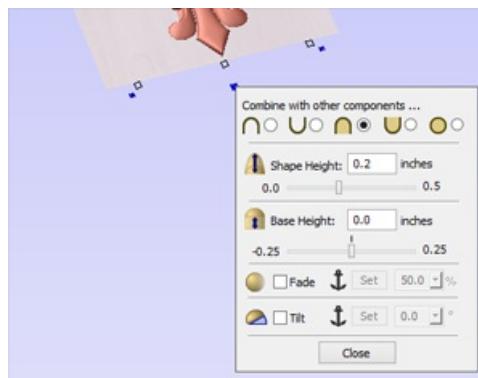 Combine with other components ...
Shape Height: 0.2 inches
0.0 0.5
Base Height: 0.0 inches
-0.25 0.25
Fade Set 50.0 %
Tilt Set 0.0 °
Close